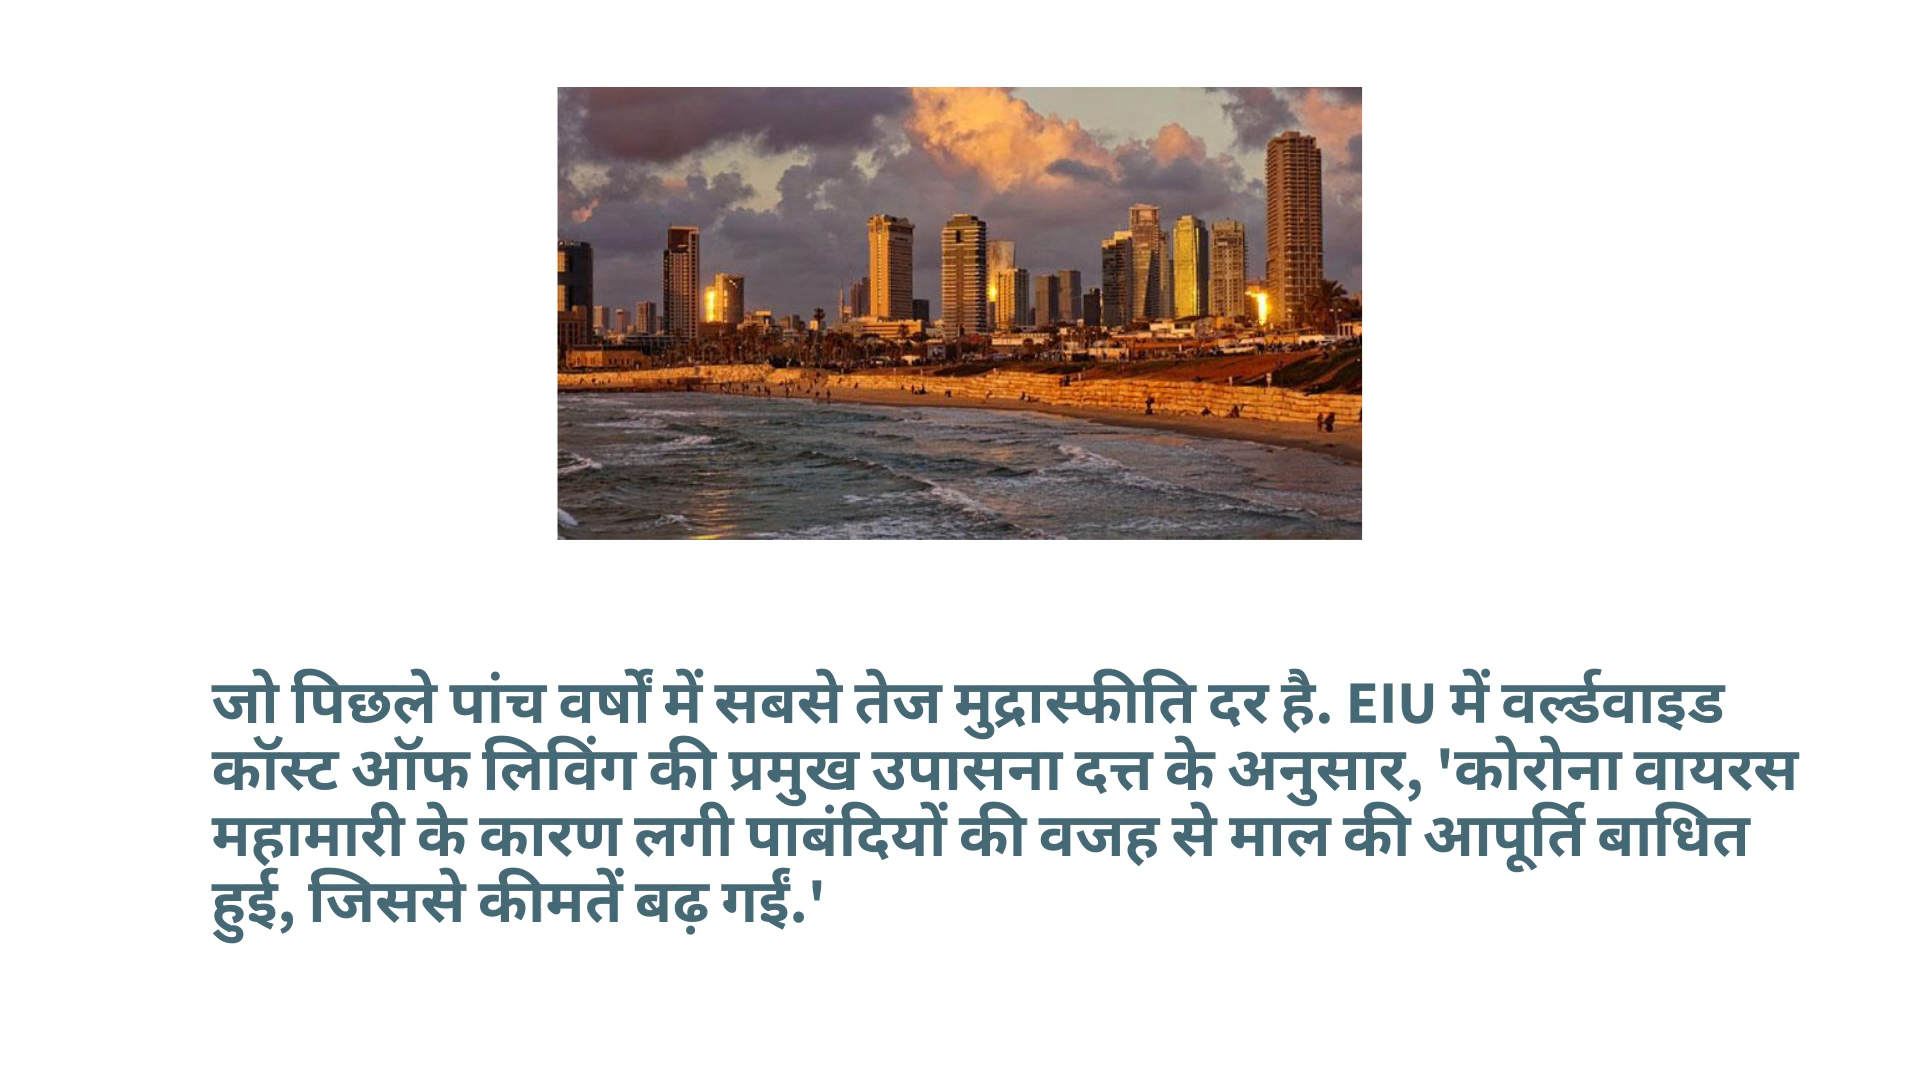 जो पिछले पांच वर्षों में सबसे तेज मुद्रास्फीति दर है. EIU में वर्ल्डवाइड
कॉस्ट ऑफ लिविंग की प्रमुख उपासना दत्त के अनुसार, 'कोरोना वायरस
महामारी के कारण लगी पाबंदियों की वजह से माल की आपूर्ति बाधित
हुई, जिससे कीमतें बढ़ गईं.'